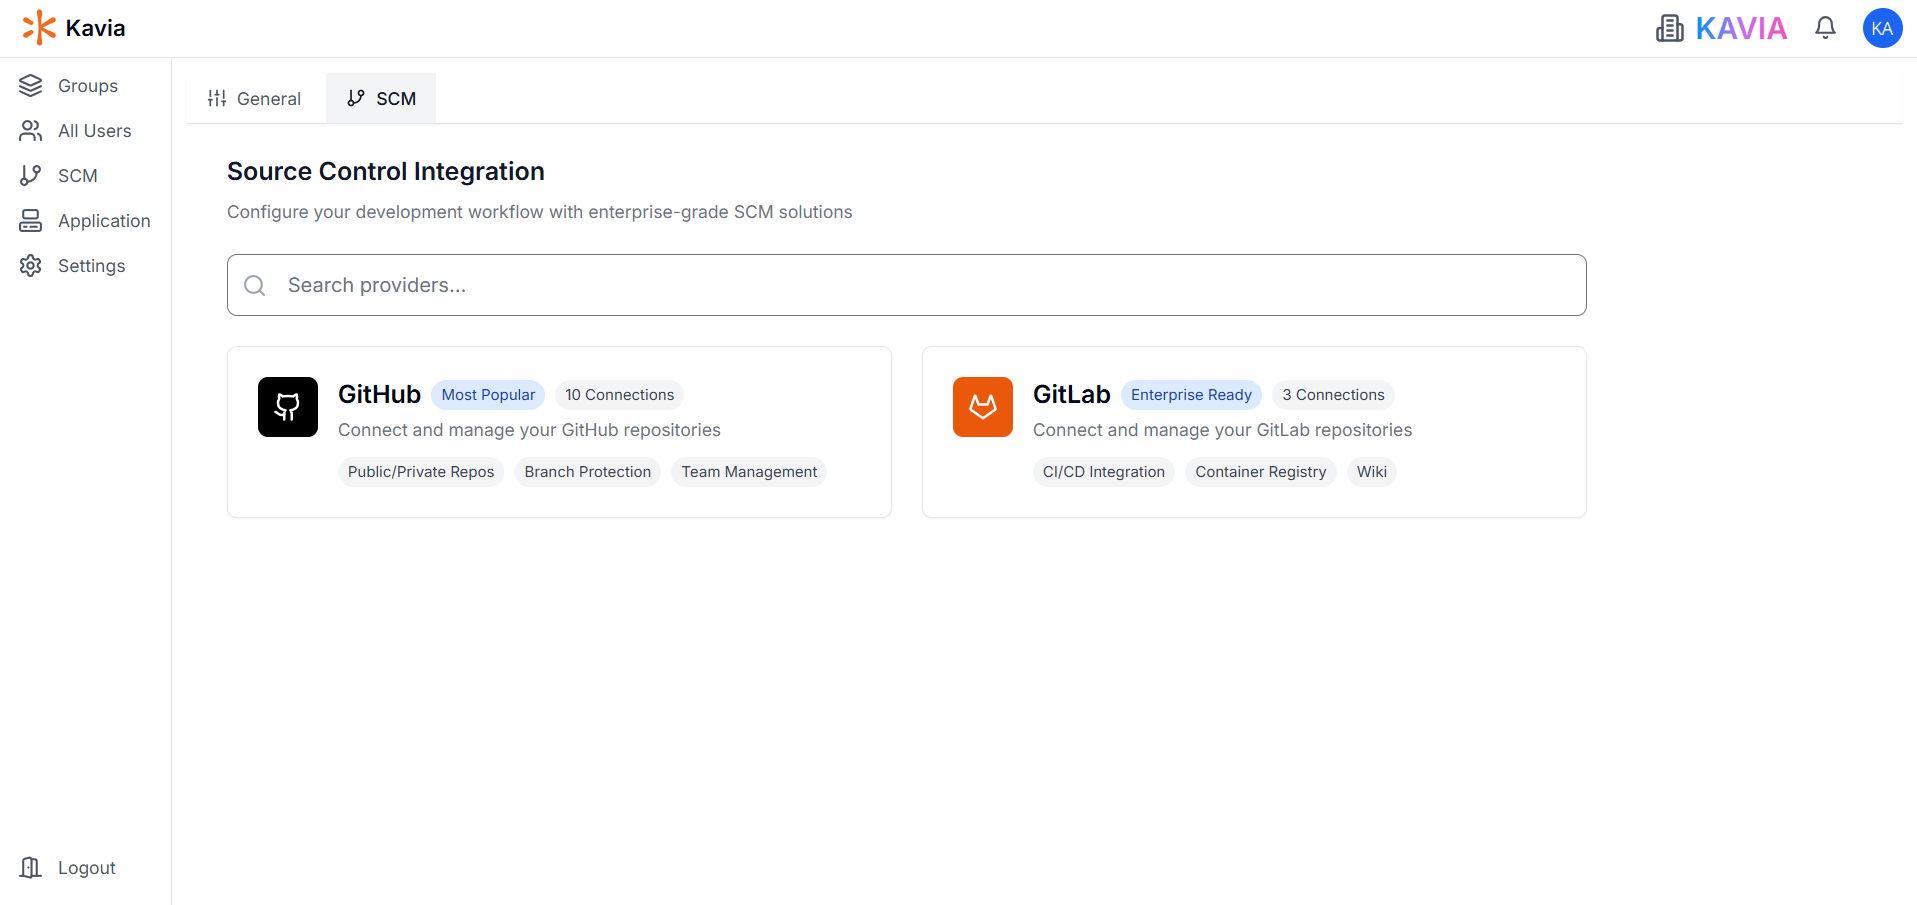 Kavia
KAVIA
KA
Groups
All Users
SCM
Application
Settings
Logout
General
SCM
Source Control Integration
Configure your development workflow with enterprise-grade SCM solutions
Search providers...
GitHub Most Popular 10 Connections
Connect and manage your GitHub repositories
Public/Private Repos Branch Protection Team Management
GitLab Enterprise Ready 3 Connections
Connect and manage your GitLab repositories
CI/CD Integration Container Registry Wiki